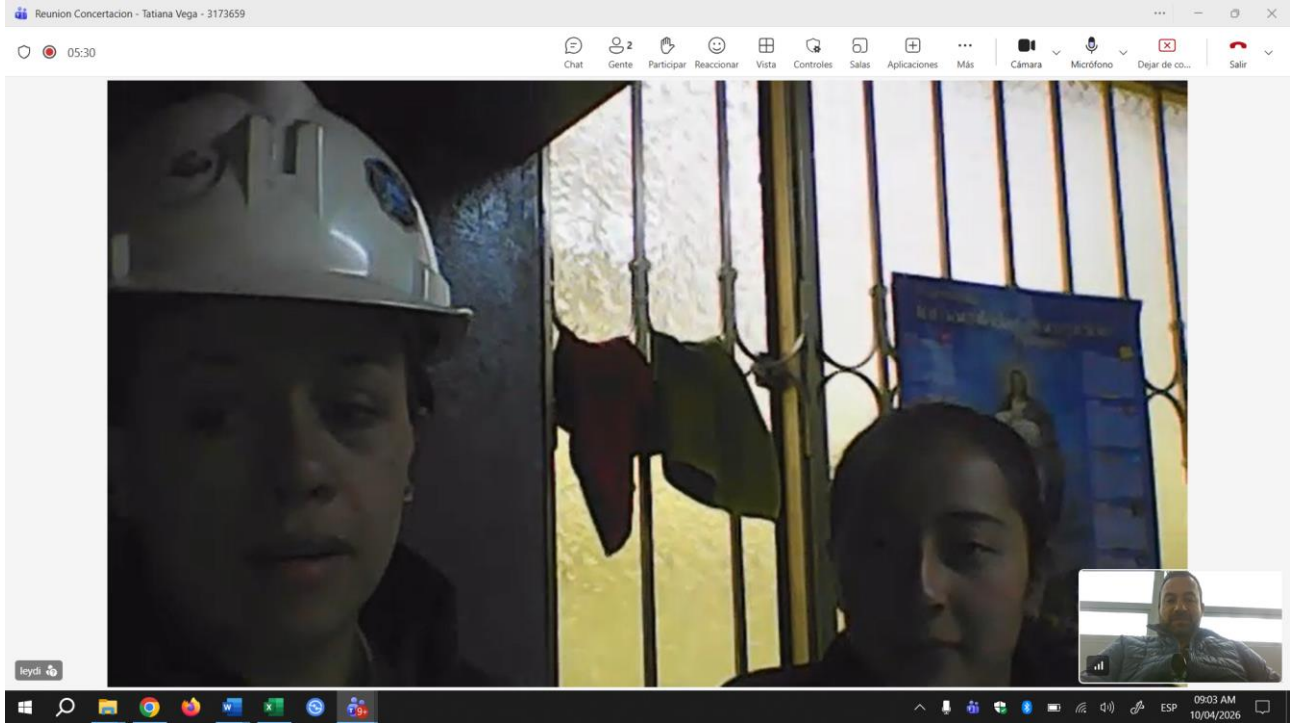 Reunion Concertacion - Tatiana Vega - 3173659
05:30
Chat
2
Gente
Participar
Reaccionar
Vista
Controles
Salas
Aplicaciones
Más
Cámara
Micrófono
Dejar de co...
Salir
leydi
9+
ESP
09:03 AM
10/04/2026